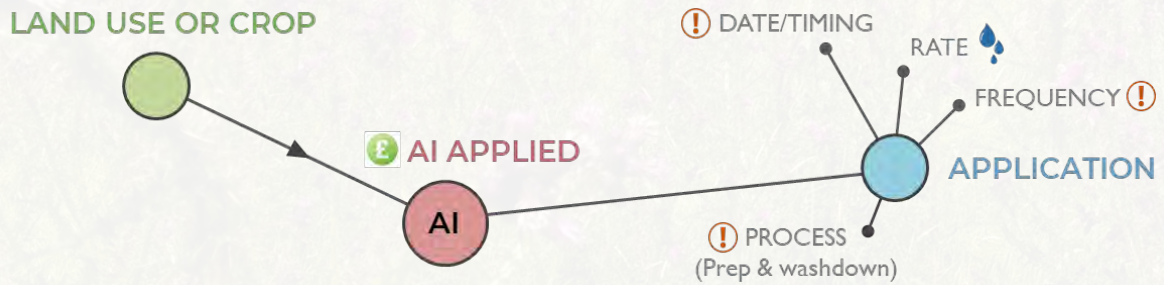 LAND USE OR CROP
! DATE/TIMING
RATE
FREQUENCY !
£ AI APPLIED
AI
APPLICATION
! PROCESS
(Prep & washdown)